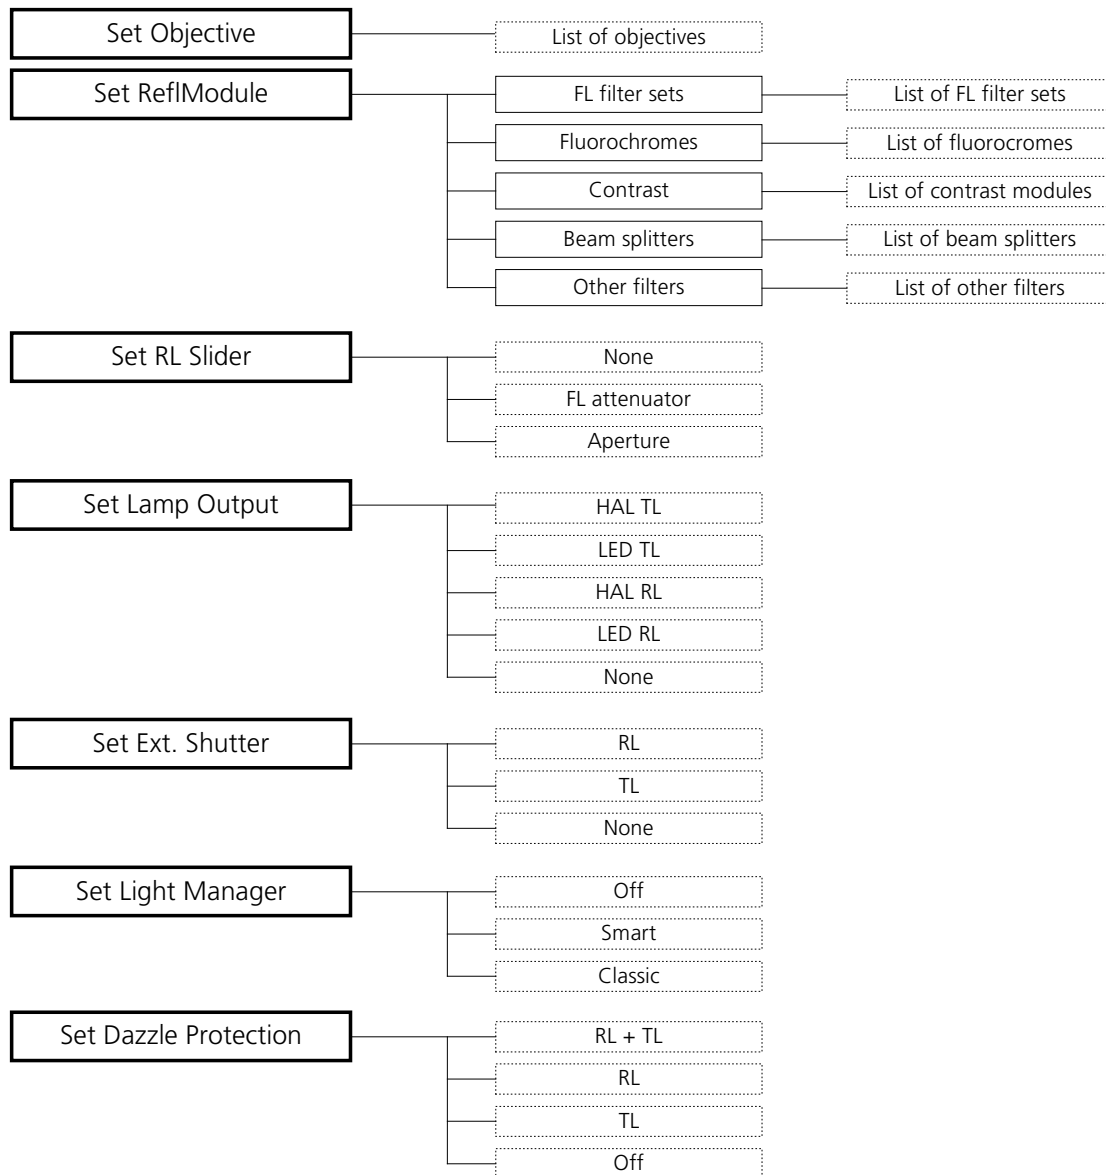 Set Objective
List of objectives
Set ReflModule
FL filter sets
List of FL filter sets
Fluorochromes
List of fluorocromes
Contrast
List of contrast modules
Beam splitters
List of beam splitters
Other filters
List of other filters
Set RL Slider
None
FL attenuator
Aperture
Set Lamp Output
HAL TL
LED TL
HAL RL
LED RL
None
Set Ext. Shutter
RL
TL
None
Set Light Manager
Off
Smart
Classic
Set Dazzle Protection
RL + TL
RL
TL
Off